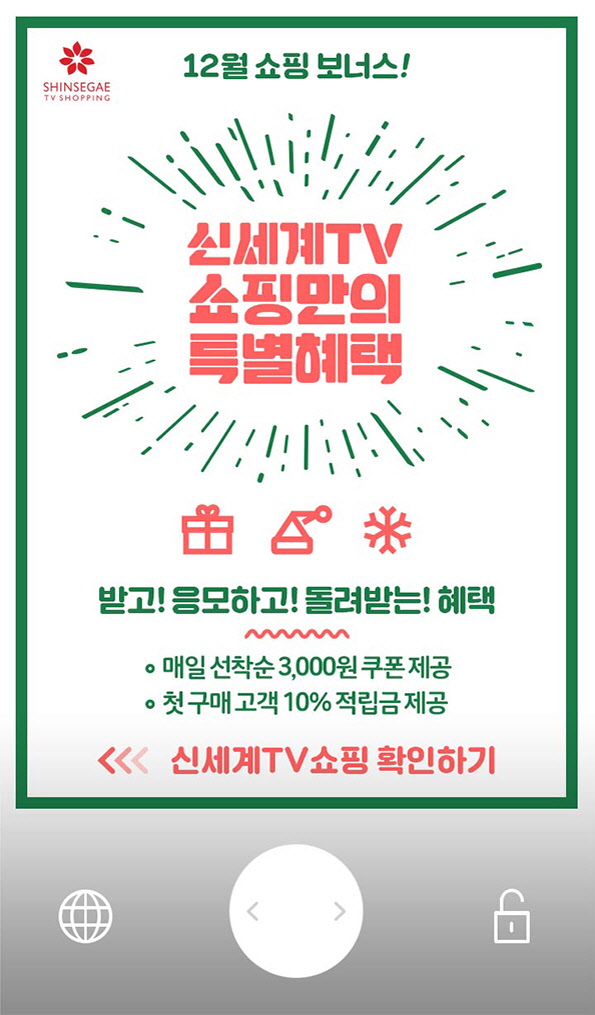 SHINSEGAE
TV SHOPPING
12월 쇼핑 보너스!
신세계TV
쇼핑만의
특별혜택
받고! 응모하고! 돌려받는! 혜택
매일 선착순 3,000원 쿠폰 제공
첫 구매 고객 10% 적립금 제공
신세계TV쇼핑 확인하기